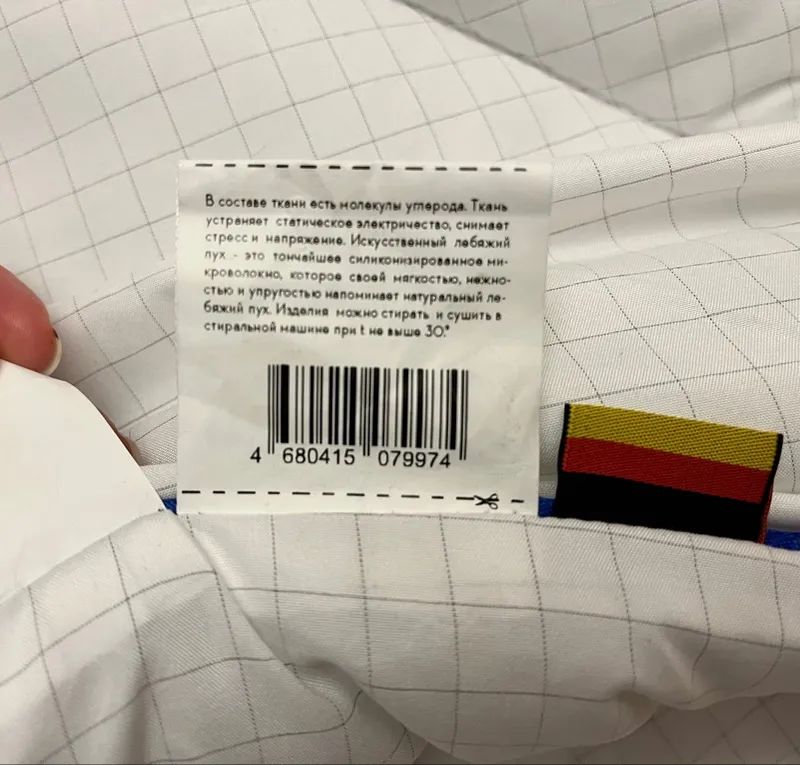 В составе ткани есть молекулы углерода. Ткань
устраняет статическое электричество, снимает
стресс и напряжение. Искусственный лебяжий
пух - это тончайшее силиконизированное ми-
кроволокно, которое своей мягкостью, нежно-
стью и упругостью напоминает натуральный ле-
бяжий пух. Изделия можно стирать и сушить в
стиральной машине при t не выше 30.°
4 680415 079974